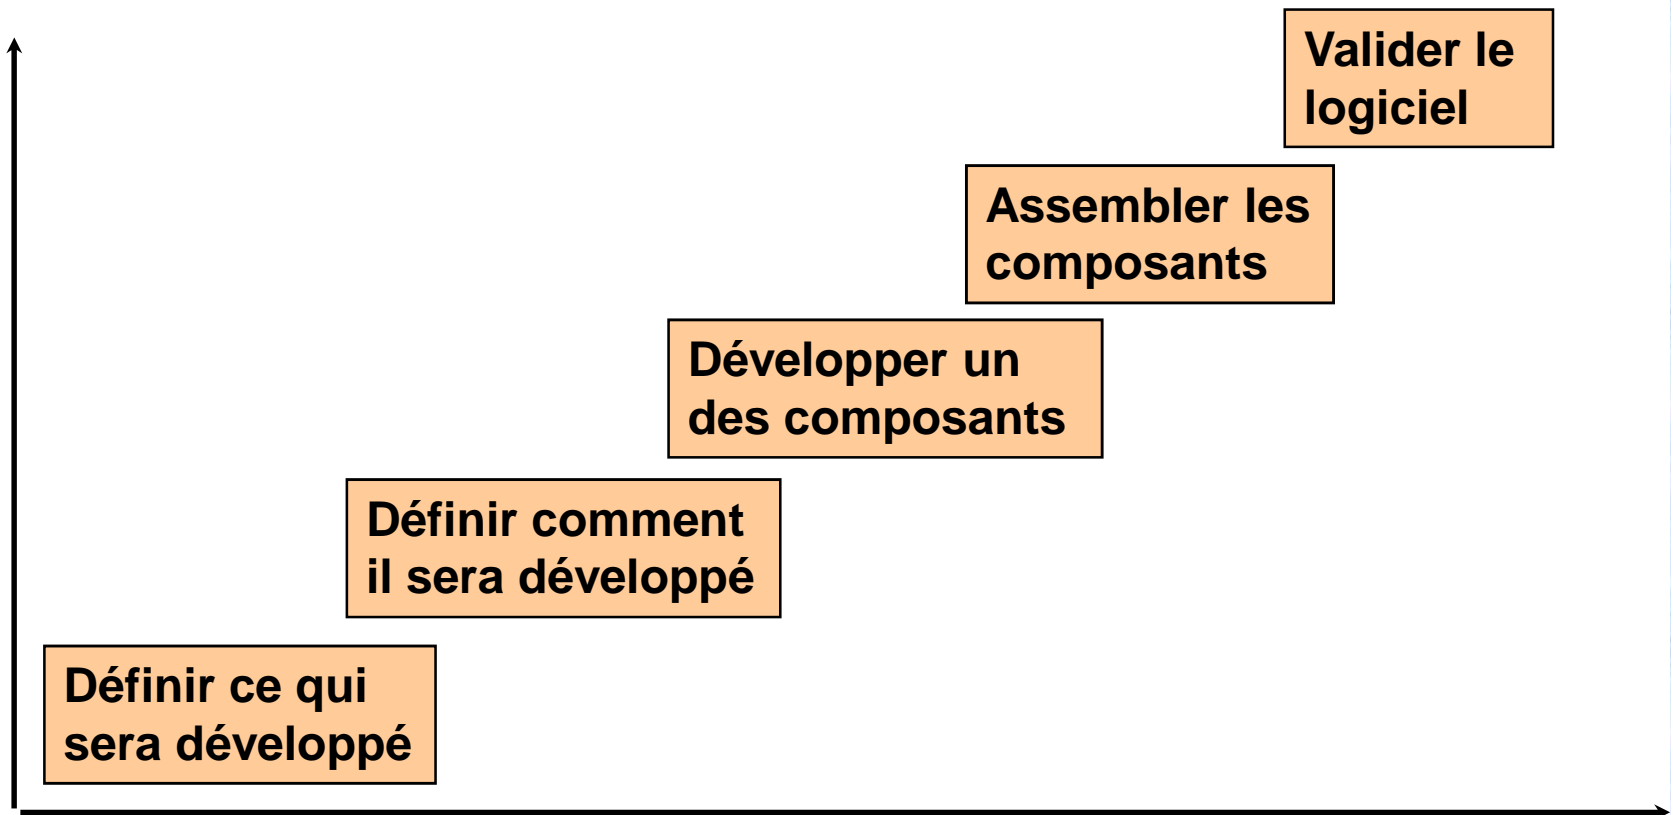 Valider le
logiciel
Assembler les
composants
Développer un
des composants
Définir comment
il sera développé
Définir ce qui
sera développé